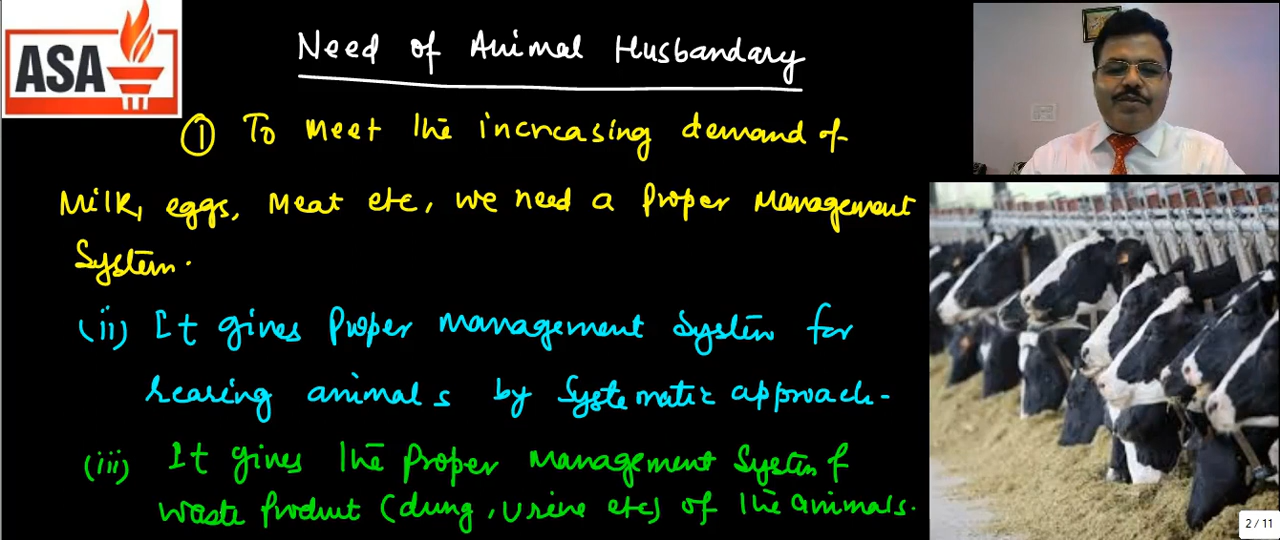 ASA
Need of Animal Husbandary
(i) To meet the increasing demand of
Milk, eggs, meat etc, we need a proper management
System.
(ii) It gives proper management system for
rearing animals by systematic approach-
(iii) It gives the proper management system of
waste product (dung, urine etc) of the animals.
2 / 11